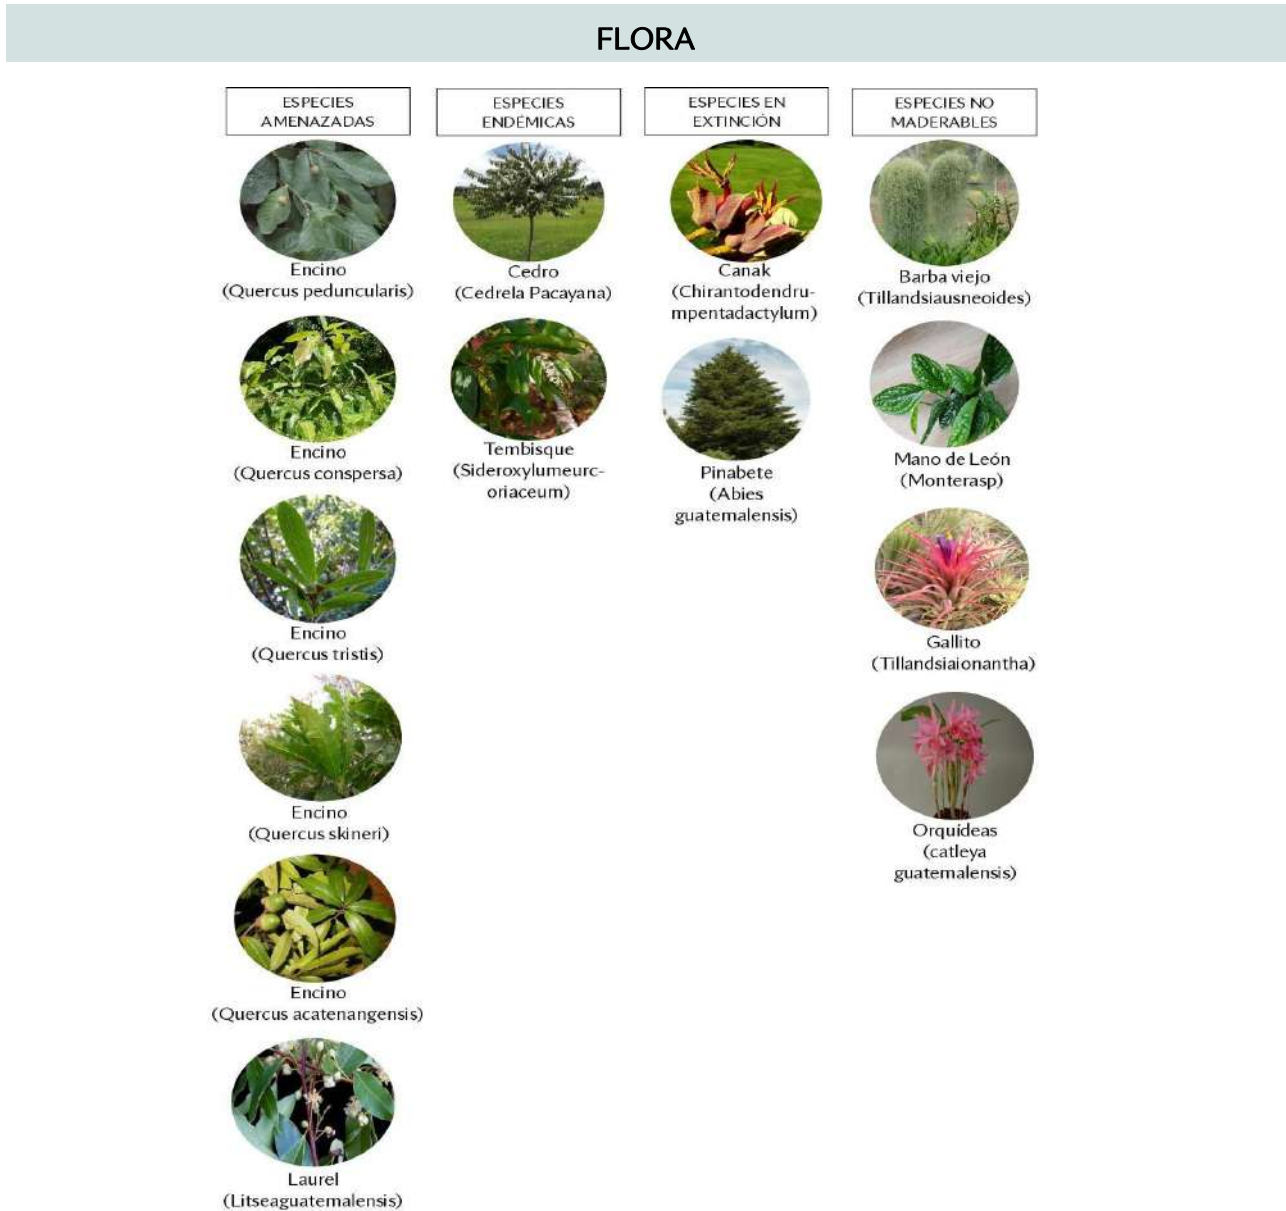 FLORA
ESPECIES
AMENAZADAS
Encino
(Quercus peduncularis)
Encino
(Quercus conspersa)
Encino
(Quercus tristis)
Encino
(Quercus skineri)
Encino
(Quercus acatenangensis)
Laurel
(Litseaguatemalensis)
ESPECIES
ENDÉMICAS
Cedro
(Cedrela Pacayana)
Tembisque
(Sideroxylumeurc-
oriaceum)
ESPECIES EN
EXTINCIÓN
Canak
(Chirantodendru-
mpentadactylum)
Pinabete
(Abies
guatemalensis)
ESPECIES NO
MADERABLES
Barba viejo
(Tillandsiausneoides)
Mano de León
(Monterasp)
Gallito
(Tillandsiaionantha)
Orquídeas
(catleya
guatemalensis)